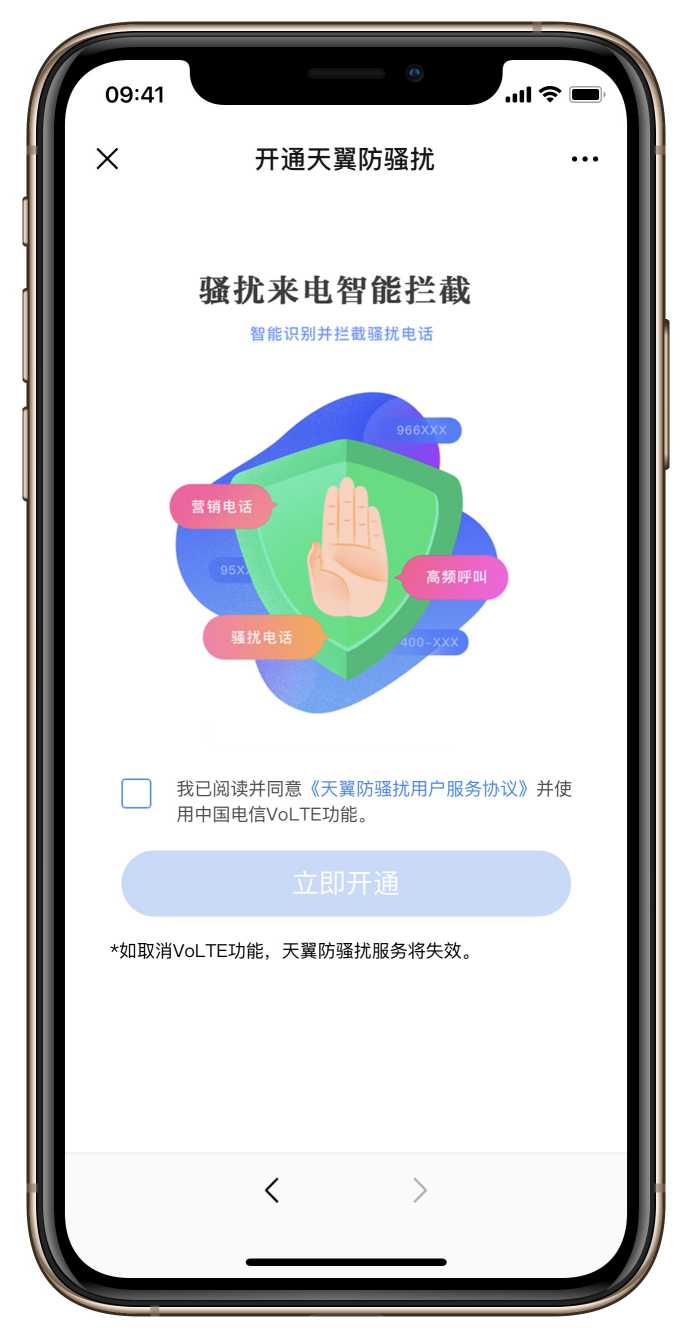 09:41
开通天翼防骚扰
骚扰来电智能拦截
智能识别并拦截骚扰电话
966XXX
营销电话
95X
高频呼叫
骚扰电话
400-XXX
我已阅读并同意《天翼防骚扰用户服务协议》并使
用中国电信VoLTE功能。
立即开通
*如取消VoLTE功能，天翼防骚扰服务将失效。